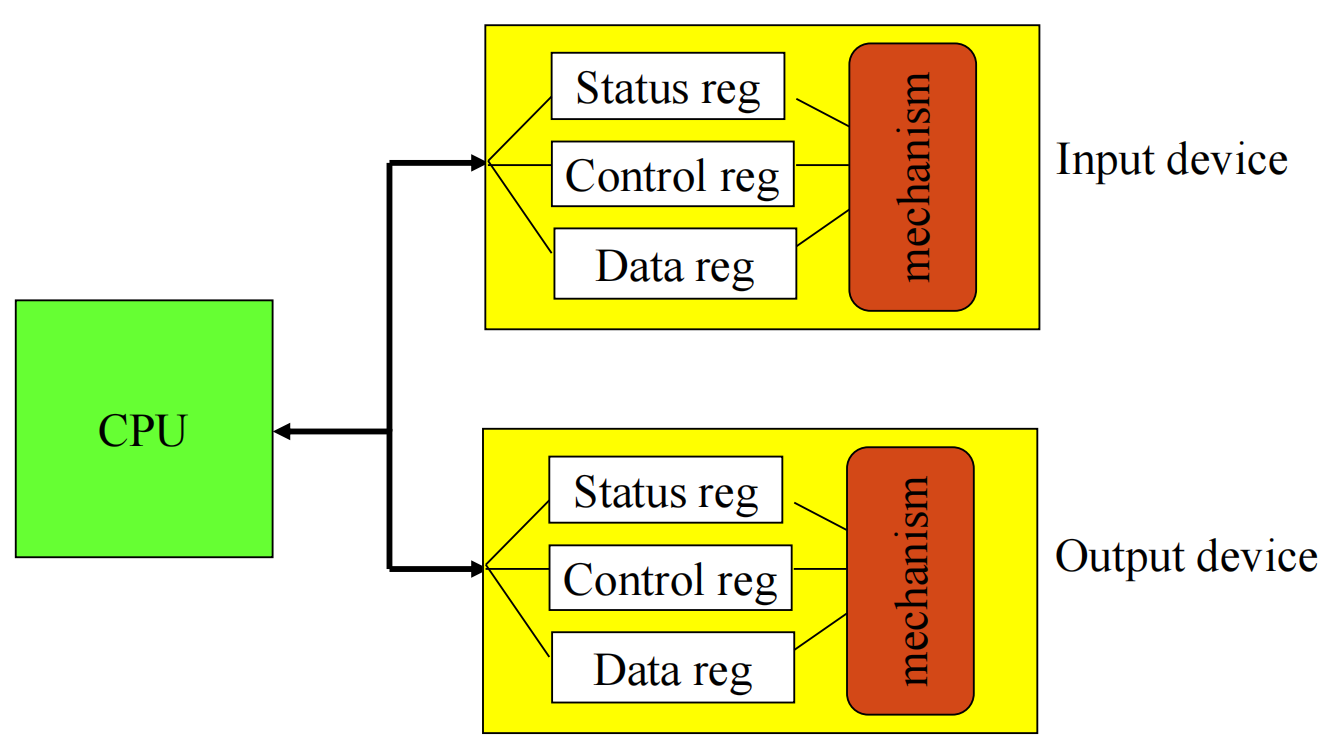 Status reg
Control reg
Data reg
mechanism
Input device
CPU
Status reg
Control reg
Data reg
mechanism
Output device